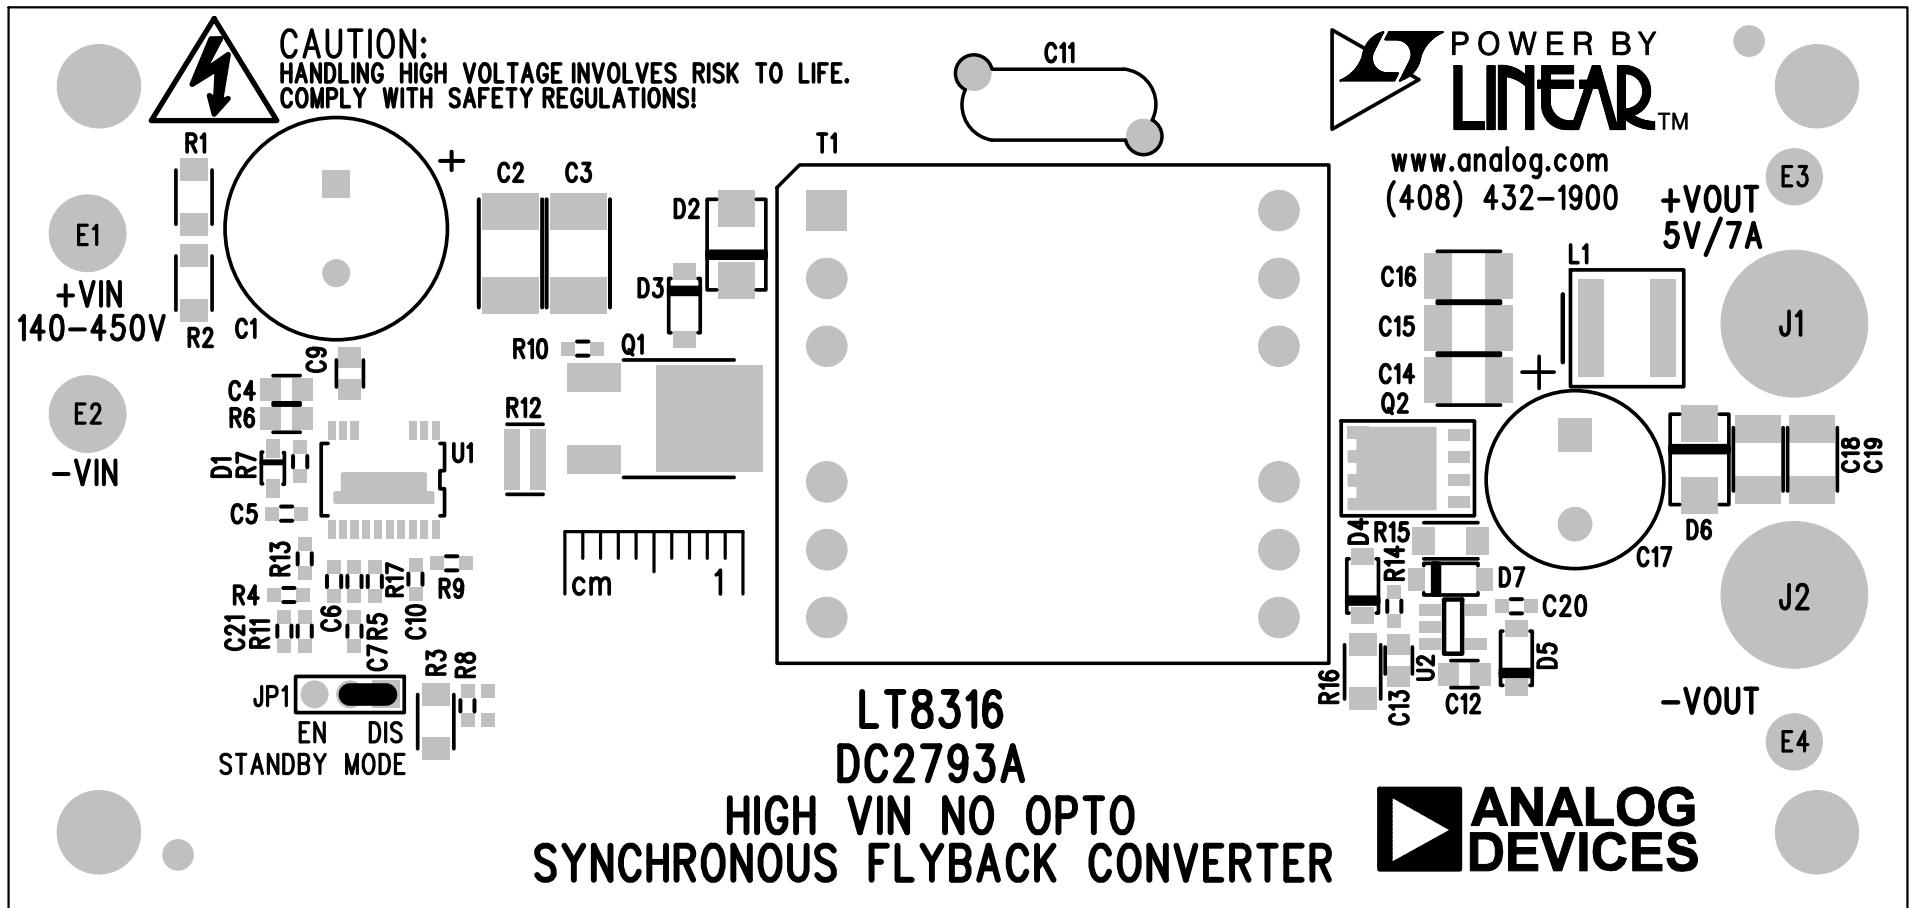 CAUTION:
HANDLING HIGH VOLTAGE INVOLVES RISK TO LIFE.
COMPLY WITH SAFETY REGULATIONS!
C11
POWER BY
LINEAR™
www.analog.com
(408) 432-1900
E3
+VOUT
5V/7A
T1
R1
C2
C3
D2
E1
+VIN
140-450V
R2
C1
D3
C16
C15
C14
L1
J1
C9
R10
Q1
C4
R6
R12
Q2
E2
-VIN
D1
R7
U1
C18
C19
C5
D6
C17
D4
R15
R14
D7
R13
cm 1
R4
R17
R9
C6
R5
C10
C21
R11
C20
J2
C7
R3
R8
U2
D5
R16
C13
C12
JP1
EN
DIS
STANDBY MODE
-VOUT
E4
LT8316
DC2793A
HIGH VIN NO OPTO
SYNCHRONOUS FLYBACK CONVERTER
ANALOG
DEVICES